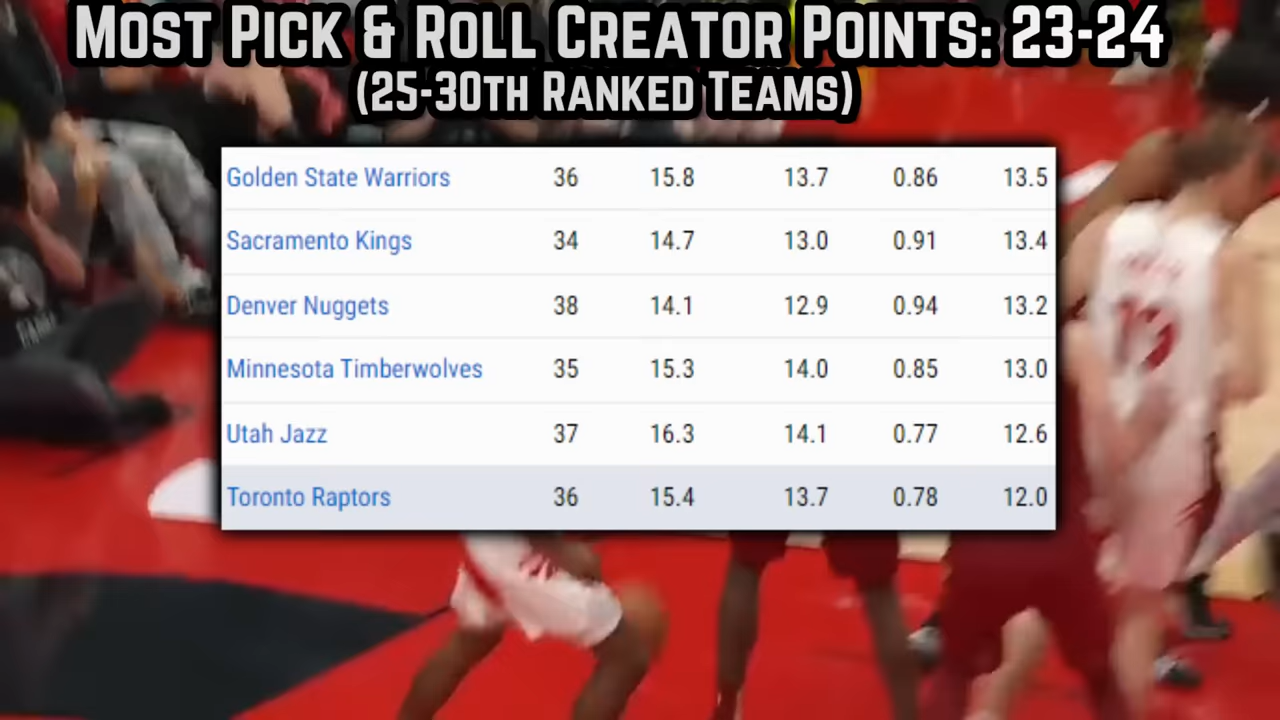 Most Pick & Roll Creator Points: 23-24
(25-30th Ranked Teams)
Golden State Warriors 36 15.8 13.7 0.86 13.5
Sacramento Kings 34 14.7 13.0 0.91 13.4
Denver Nuggets 38 14.1 12.9 0.94 13.2
Minnesota Timberwolves 35 15.3 14.0 0.85 13.0
Utah Jazz 37 16.3 14.1 0.77 12.6
Toronto Raptors 36 15.4 13.7 0.78 12.0